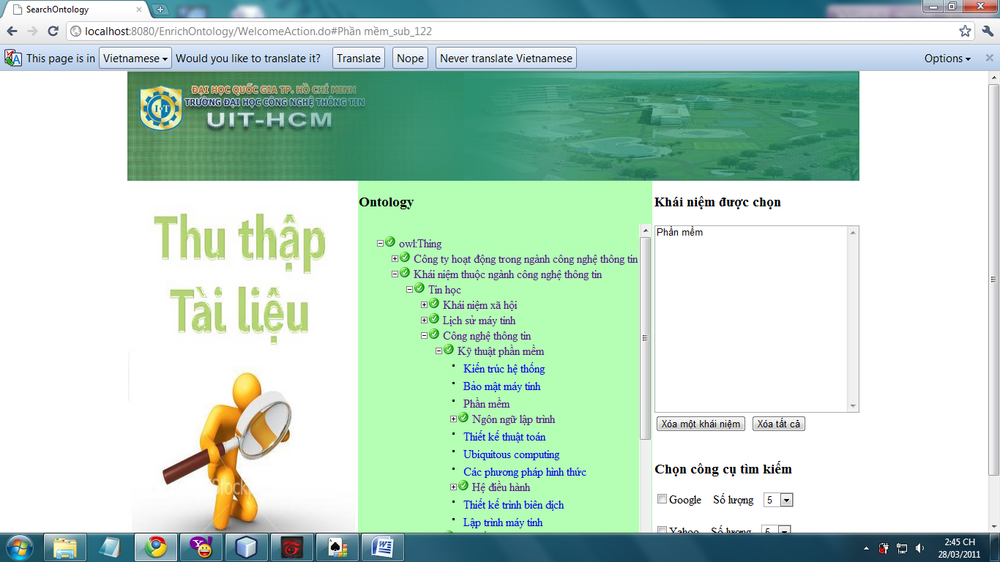 SearchOntology
localhost:8080/EnrichOntology/WelcomeAction.do#Phần mềm_sub_122
This page is in Vietnamese Would you like to translate it? Translate Nope Never translate Vietnamese Options
ĐẠI HỌC QUỐC GIA TP. HỒ CHÍ MINH
TRƯỜNG ĐẠI HỌC CÔNG NGHỆ THÔNG TIN
UIT-HCM
Thu thập
Tài liệu
Ontology
owl:Thing
Công ty hoạt động trong ngành công nghệ thông tin
Khái niệm thuộc ngành công nghệ thông tin
Tin học
Khái niệm xã hội
Lịch sử máy tính
Công nghệ thông tin
Kỹ thuật phần mềm
Kiến trúc hệ thống
Bảo mật máy tính
Phần mềm
Ngôn ngữ lập trình
Thiết kế thuật toán
Ubiquitous computing
Các phương pháp hình thức
Hệ điều hành
Thiết kế trình biên dịch
Lập trình máy tính
Khái niệm được chọn
Phần mềm
Xóa một khái niệm Xóa tất cả
Chọn công cụ tìm kiếm
Google Số lượng 5
Yahoo Số lượng 5
2:45 CH
28/03/2011